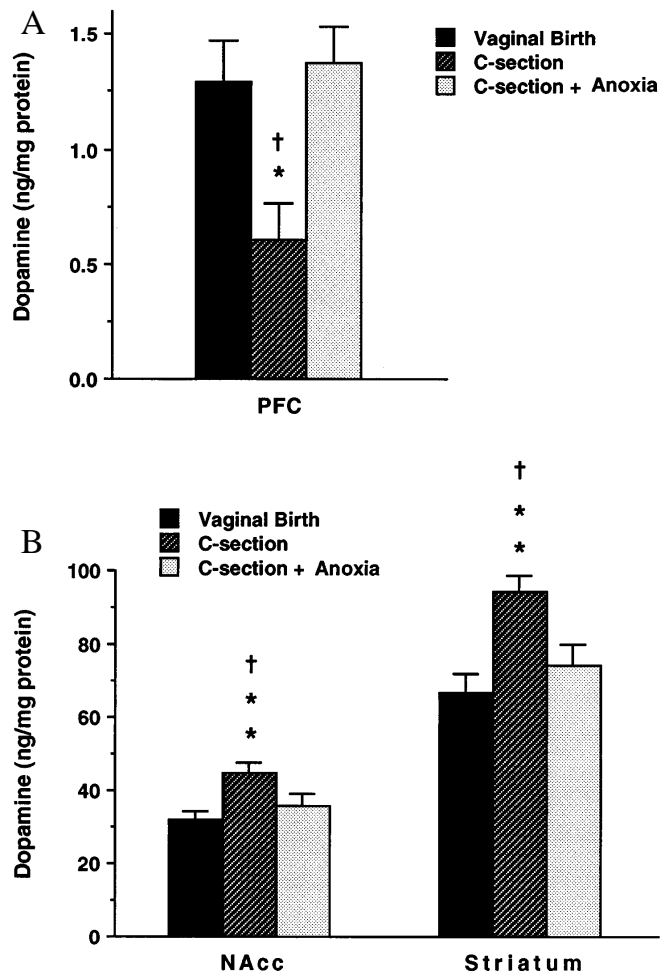 A
Vaginal Birth
C-section
C-section + Anoxia
Dopamine (ng/mg protein)
1.5
1.0
0.5
0.0
†
*
PFC
B
Vaginal Birth
C-section
C-section + Anoxia
Dopamine (ng/mg protein)
100
80
60
40
20
0
†
*
*
†
*
*
NAcc Striatum